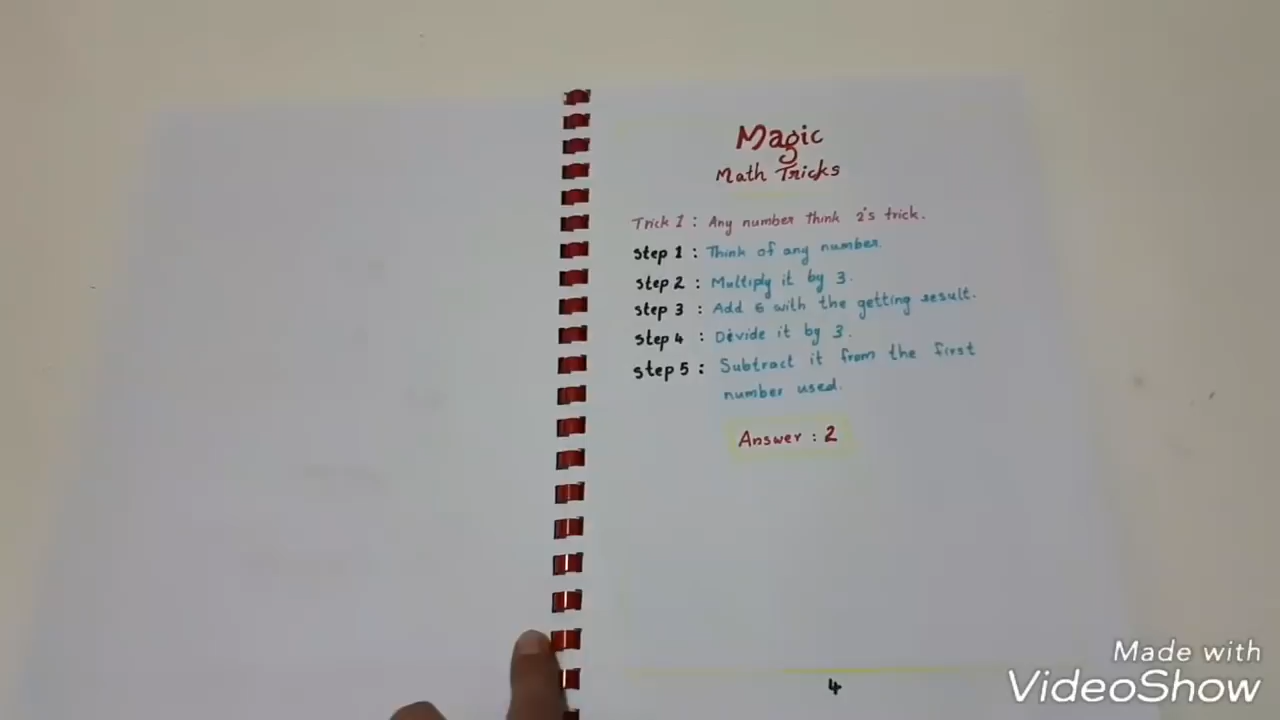 Magic
Math Tricks
Trick 1 : Any number think 2's trick.
Step 1 : Think of any number.
Step 2 : Multiply it by 3.
Step 3 : Add 6 with the getting result.
Step 4 : Divide it by 3.
Step 5 : Subtract it from the first
number used.
Answer : 2
4
Made with
VideoShow